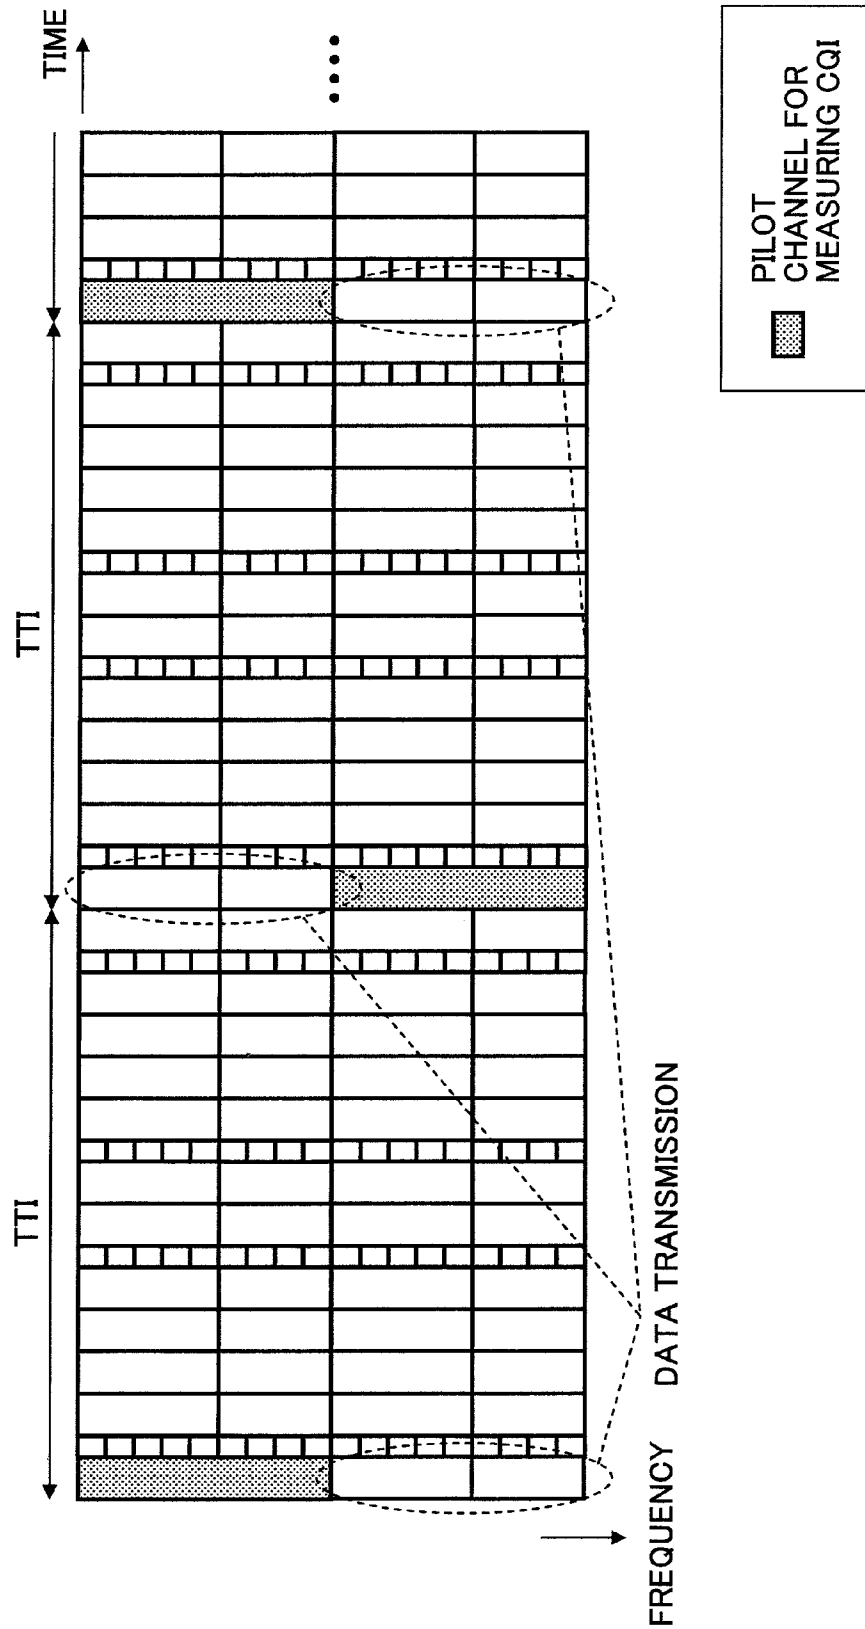 TIME
TTI
TTI
FREQUENCY
DATA TRANSMISSION
PILOT
CHANNEL FOR
MEASURING CQI